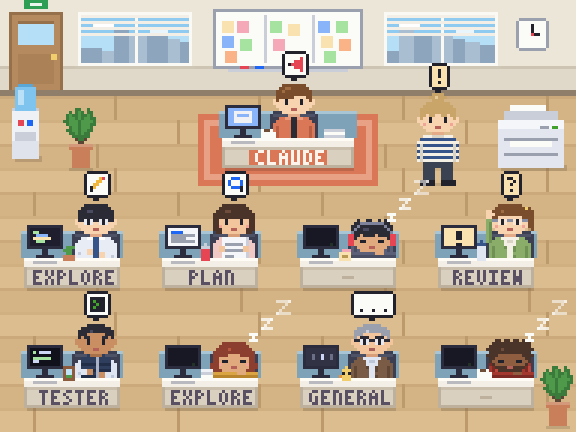 !
CLAUDE
z
z
z
?
!
EXPLORE
PLAN
REVIEW
z
z
z
z
z
z
...
TESTER
EXPLORE
GENERAL